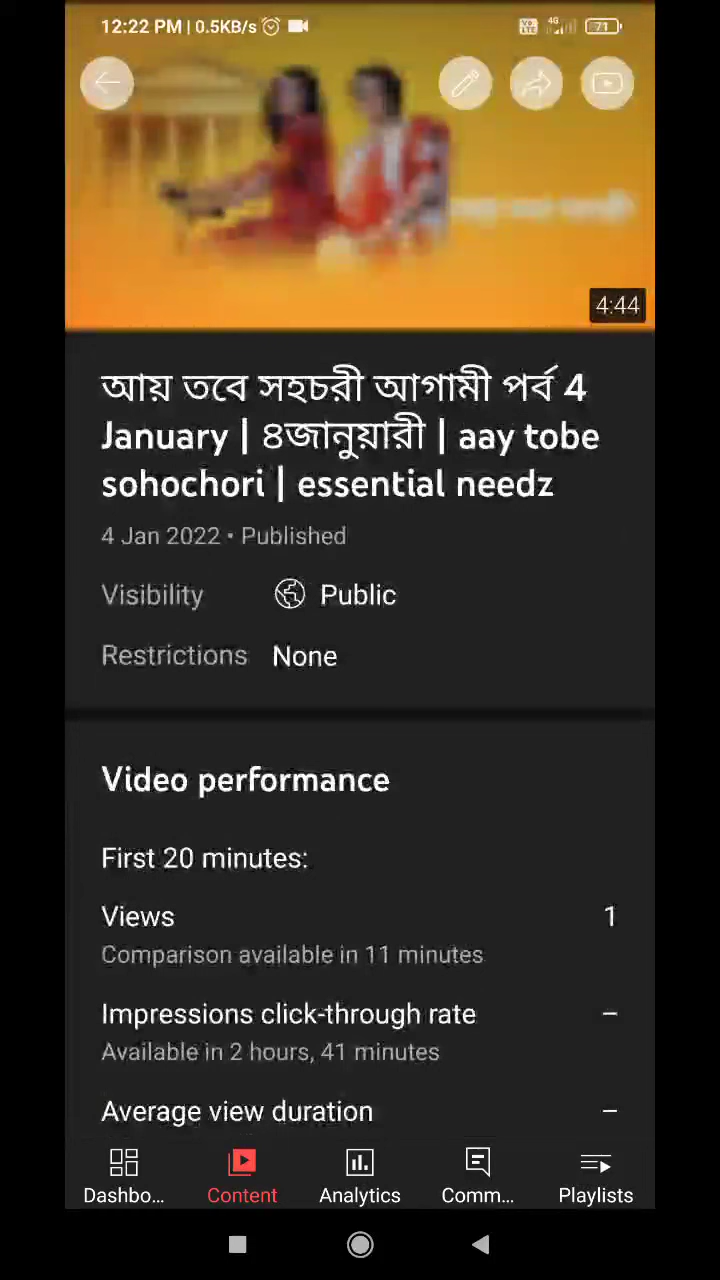 12:22 PM | 0.5KB/s
Vo LTE 4G 71
4:44
আয় তবে সহচরী আগামী পর্ব 4
January | ৪জানুয়ারী | aay tobe
sohochori | essential needz
4 Jan 2022 • Published
Visibility Public
Restrictions None
Video performance
First 20 minutes:
Views 1
Comparison available in 11 minutes
Impressions click-through rate –
Available in 2 hours, 41 minutes
Average view duration –
Dashbo... Content Analytics Comm... Playlists